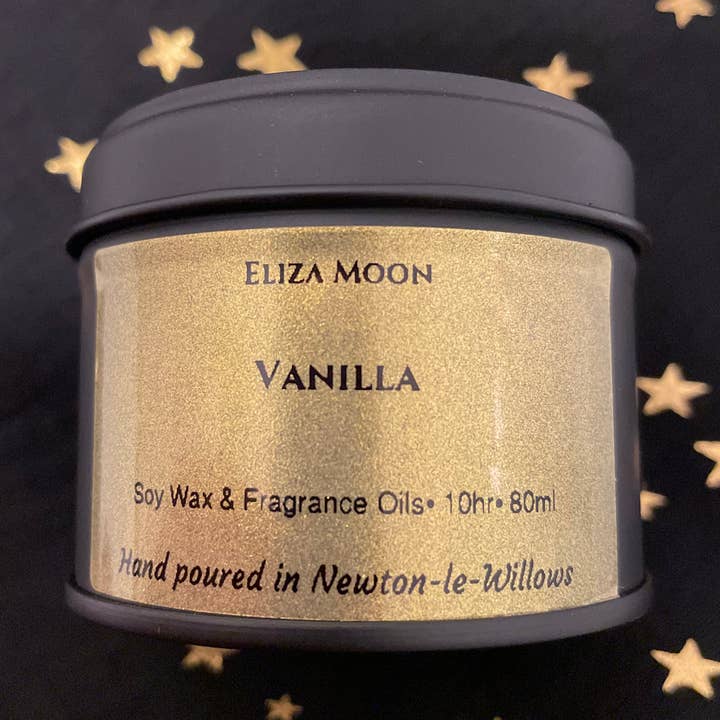 Eliza Moon
Vanilla
Soy Wax & Fragrance Oils• 10hr• 80ml
Hand poured in Newton-le-Willows